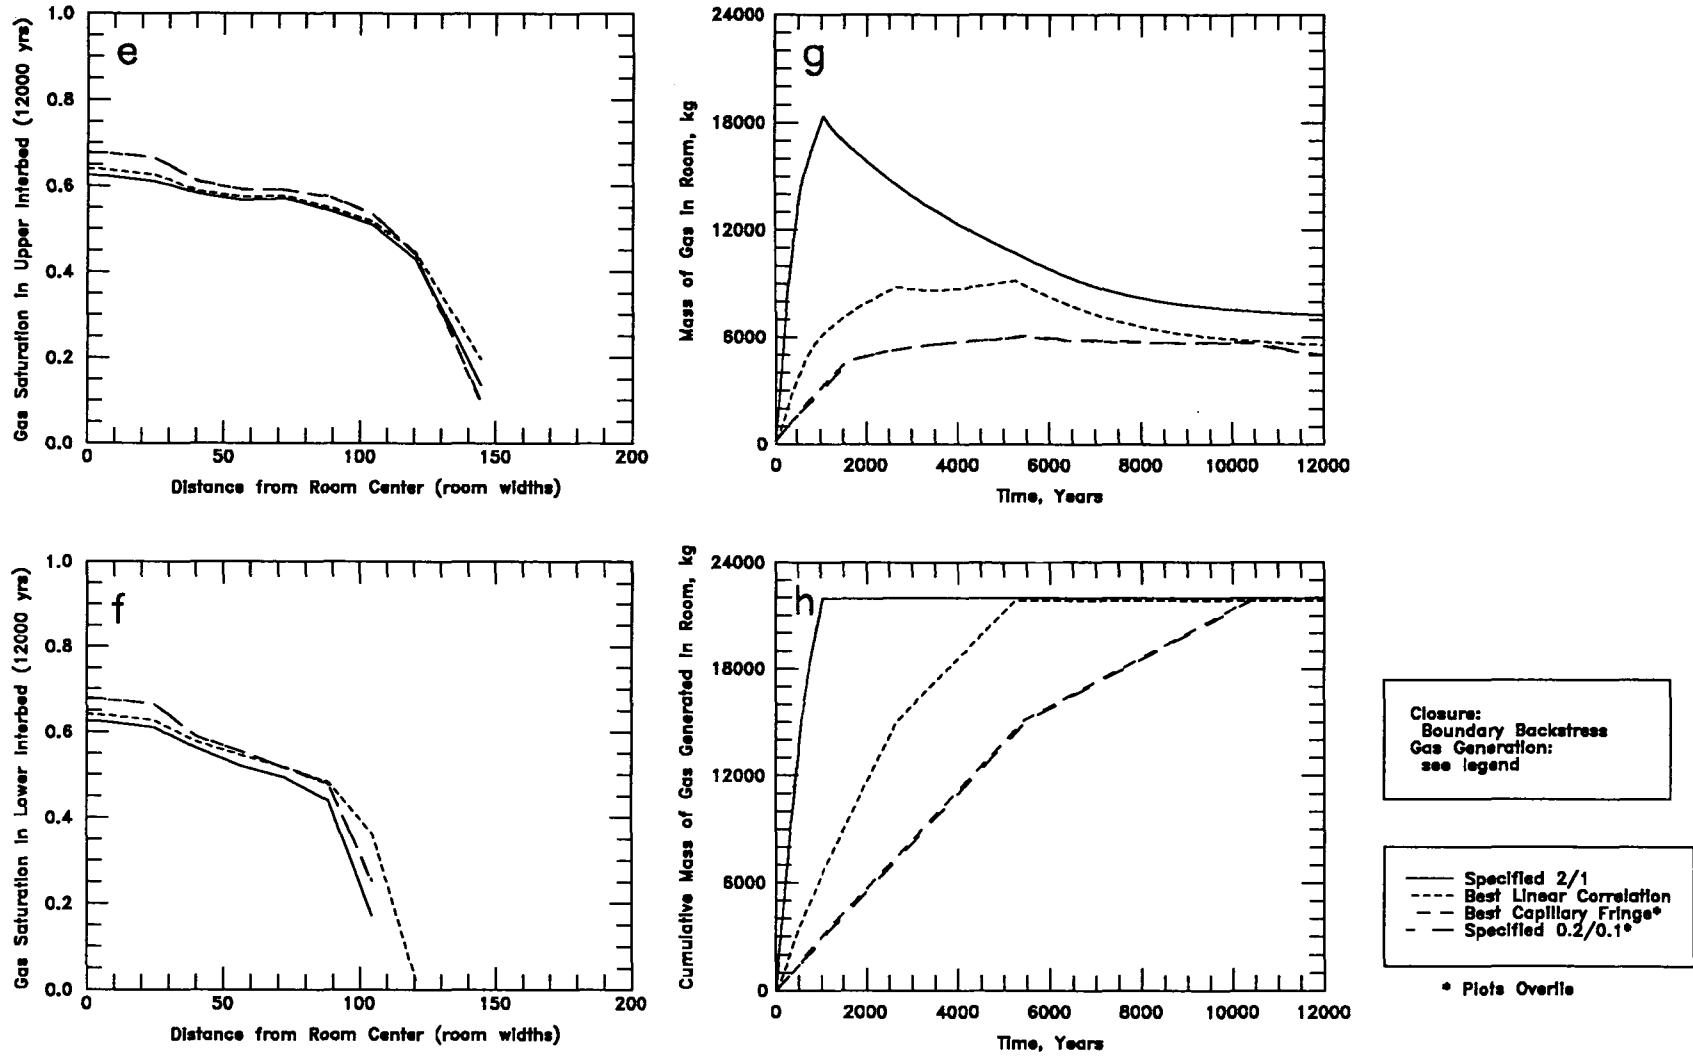 e
Gas Saturation in Upper Interbed (12000 yrs)
1.0
0.8
0.6
0.4
0.2
0.0
0 50 100 150 200
Distance from Room Center (room widths)
g
Mass of Gas in Room, kg
24000
18000
12000
6000
0
0 2000 4000 6000 8000 10000 12000
Time, Years
f
Gas Saturation in Lower Interbed (12000 yrs)
1.0
0.8
0.6
0.4
0.2
0.0
0 50 100 150 200
Distance from Room Center (room widths)
h
Cumulative Mass of Gas Generated in Room, kg
24000
18000
12000
6000
0
0 2000 4000 6000 8000 10000 12000
Time, Years
Closure:
Boundary Backstress
Gas Generation:
see legend
Specified 2/1
Best Linear Correlation
Best Capillary Fringe*
Specified 0.2/0.1*
* Plots Overlie